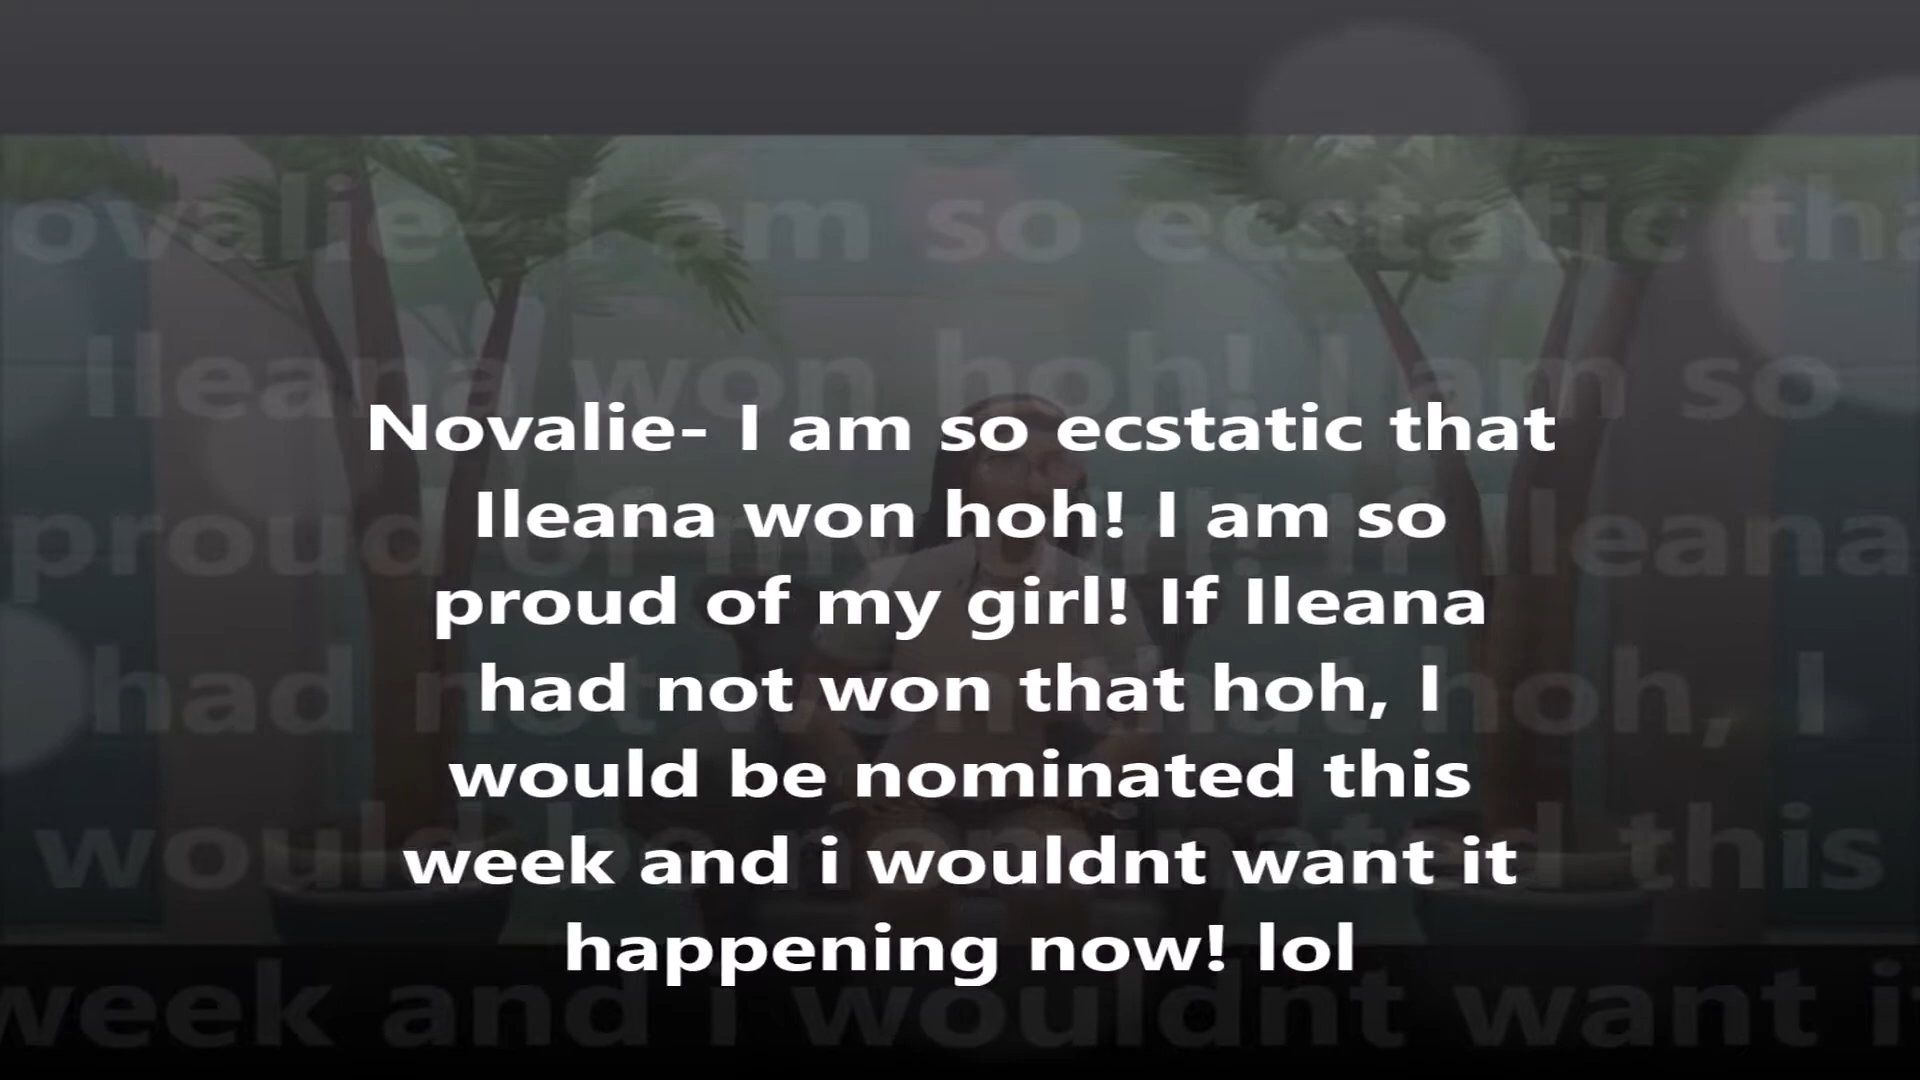 Novalie- I am so ecstatic that
Ileana won hoh! I am so
proud of my girl! If Ileana
had not won that hoh, I
would be nominated this
week and i wouldnt want it
happening now! lol